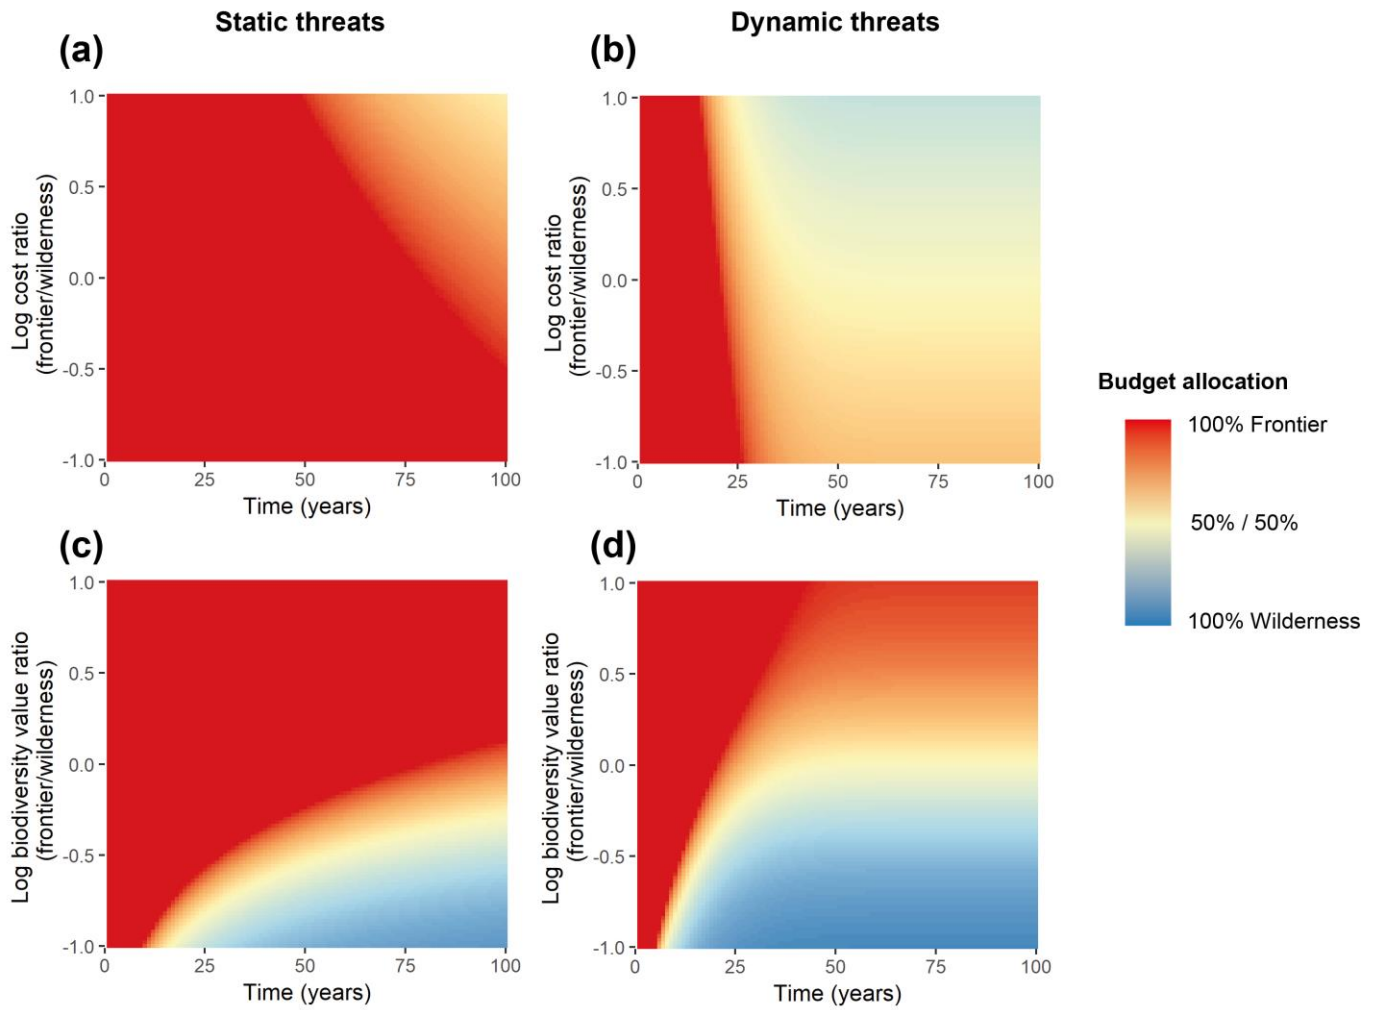 Static threats
Dynamic threats
(a)
(b)
1.0
0.5
0.0
-0.5
-1.0
Log cost ratio
(frontier/wilderness)
0 25 50 75 100
Time (years)
1.0
0.5
0.0
-0.5
-1.0
Log cost ratio
(frontier/wilderness)
0 25 50 75 100
Time (years)
Budget allocation
100% Frontier
50% / 50%
100% Wilderness
(c)
(d)
1.0
0.5
0.0
-0.5
-1.0
Log biodiversity value ratio
(frontier/wilderness)
0 25 50 75 100
Time (years)
1.0
0.5
0.0
-0.5
-1.0
Log biodiversity value ratio
(frontier/wilderness)
0 25 50 75 100
Time (years)